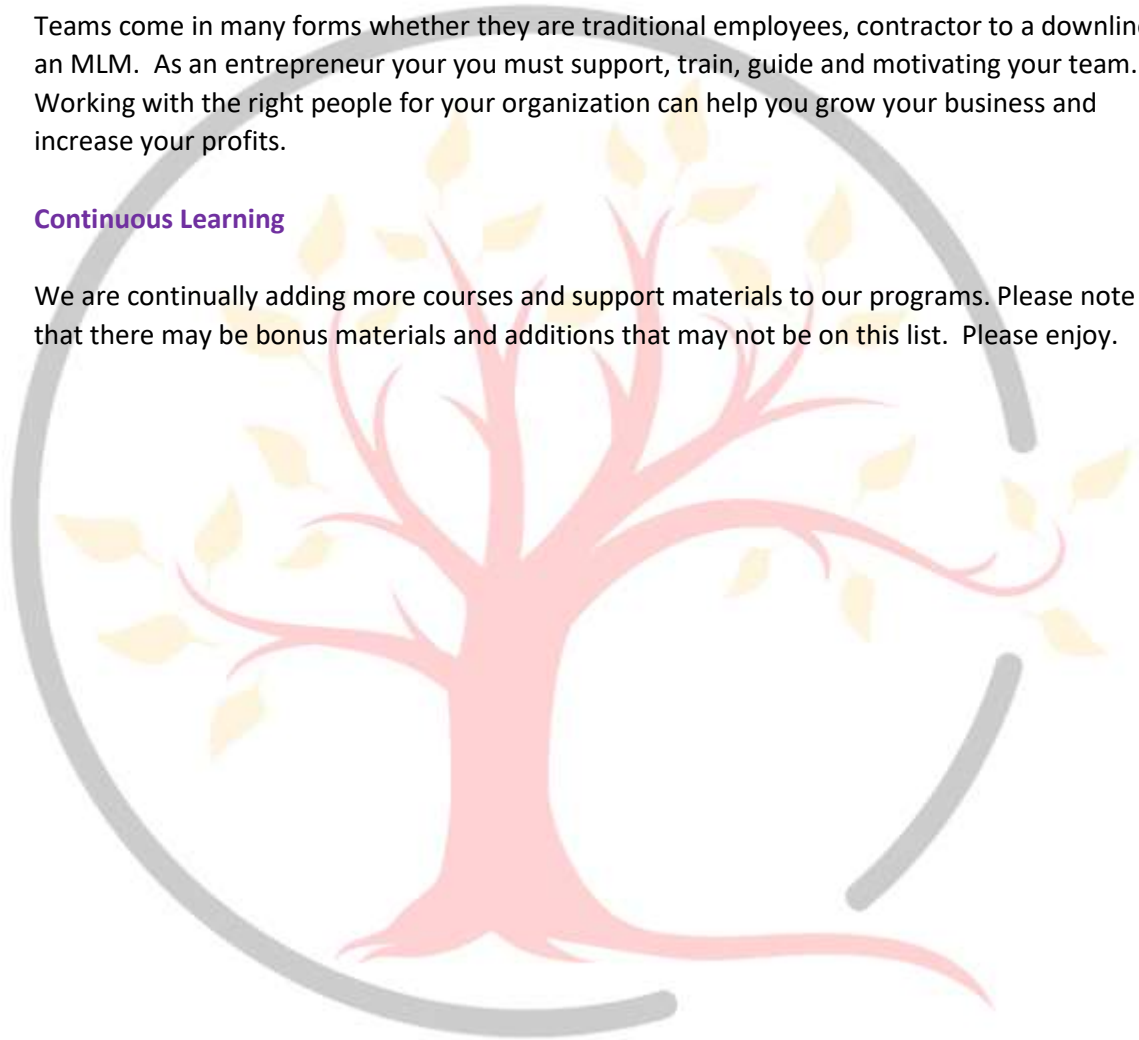 Teams come in many forms whether they are traditional employees, contractor to a downline
an MLM.  As an entrepreneur your you must support, train, guide and motivating your team.
Working with the right people for your organization can help you grow your business and
increase your profits.
Continuous Learning
We are continually adding more courses and support materials to our programs. Please note
that there may be bonus materials and additions that may not be on this list.  Please enjoy.